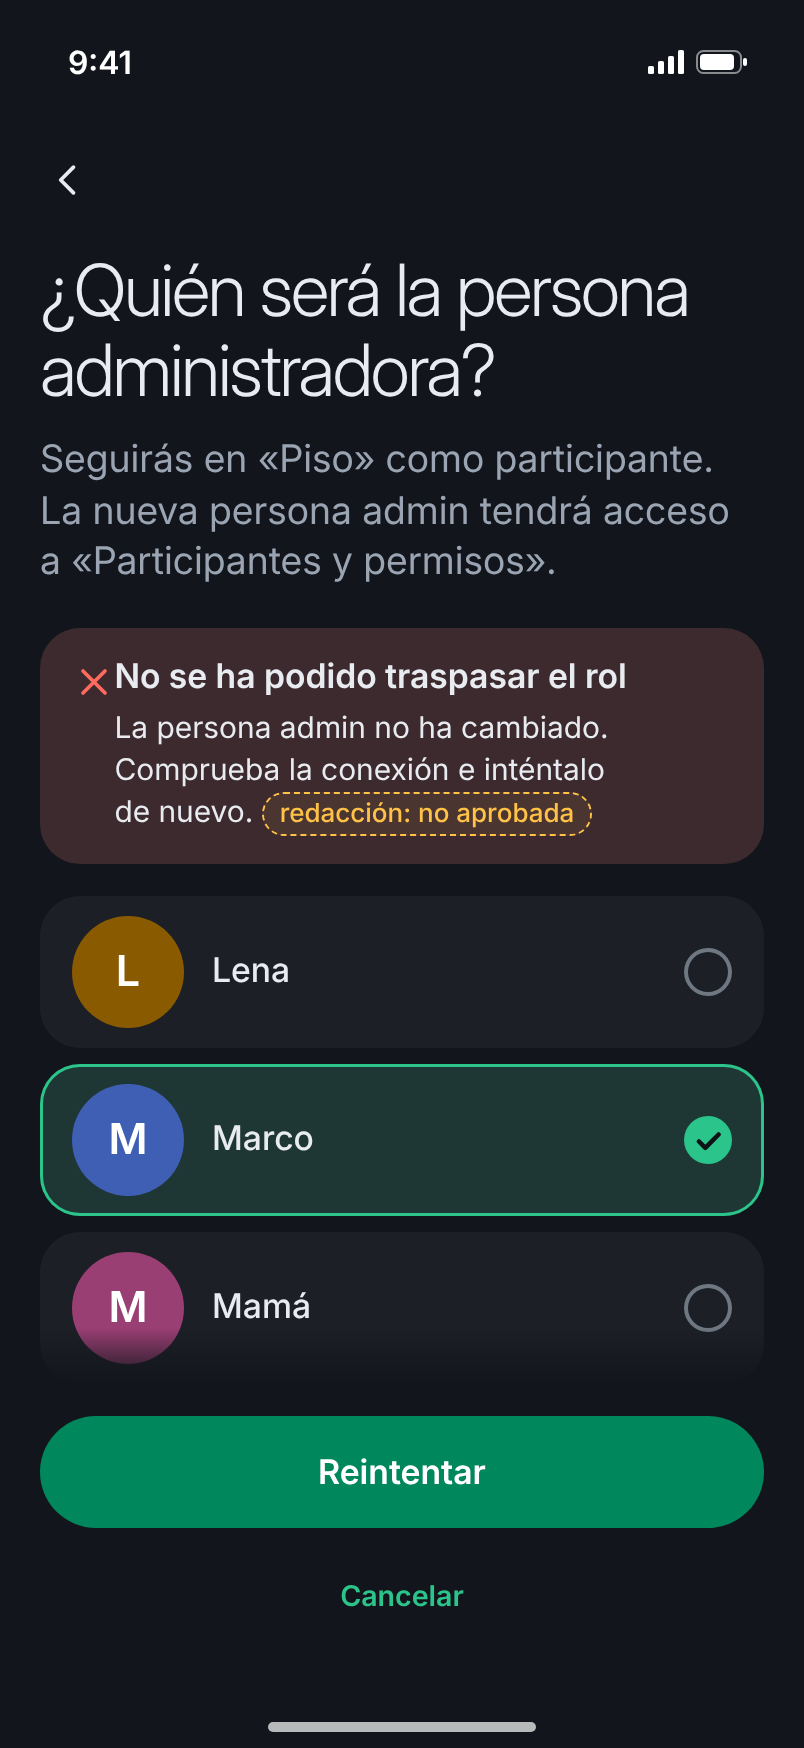 9:41
¿Quién será la persona
administradora?
Seguirás en «Piso» como participante.
La nueva persona admin tendrá acceso
a «Participantes y permisos».
No se ha podido traspasar el rol
La persona admin no ha cambiado.
Comprueba la conexión e inténtalo
de nuevo. redacción: no aprobada
L Lena
M Marco
M Mamá
Reintentar
Cancelar